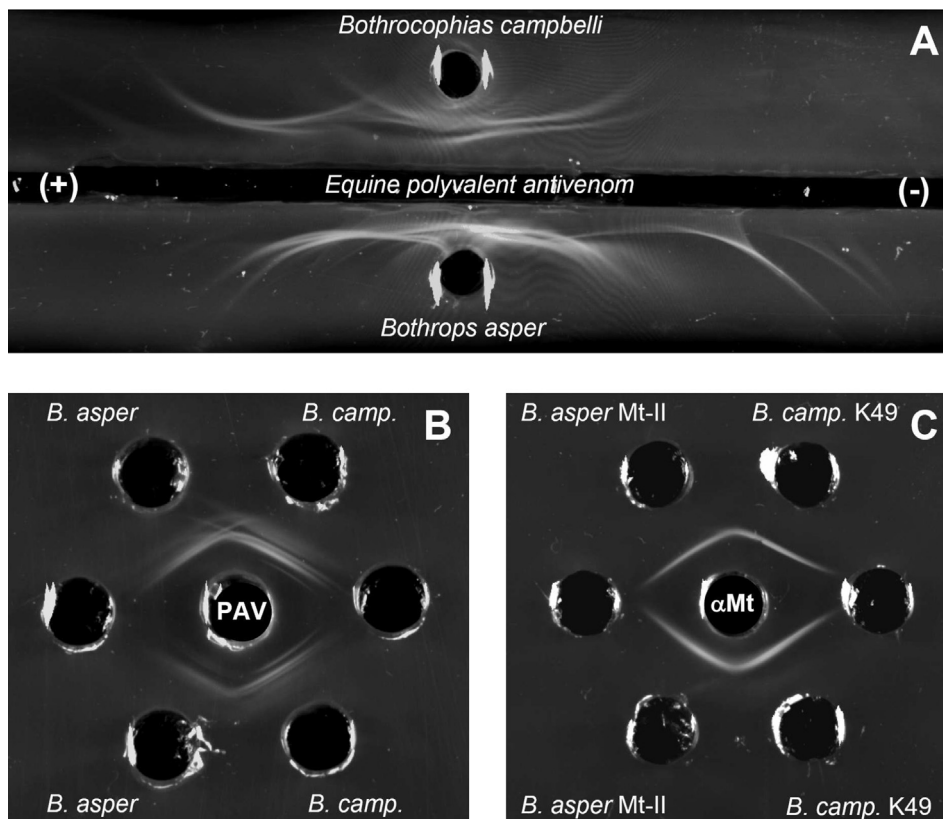 Bothrocophias campbelli
A
(+) Equine polyvalent antivenom (-)
Bothrops asper
B. asper B. camp. B
PAV
B. asper B. camp.
B. asper Mt-II B. camp. K49 C
αMt
B. asper Mt-II B. camp. K49